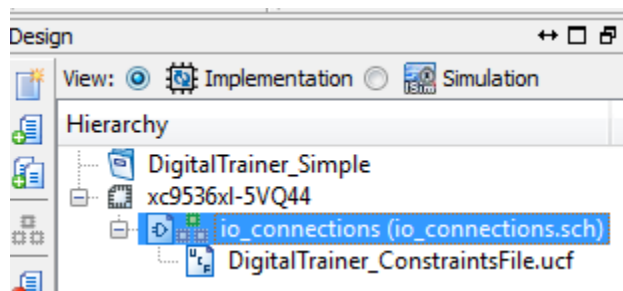 Design
View: Implementation Simulation
Hierarchy
DigitalTrainer_Simple
xc9536xl-5VQ44
io_connections (io_connections.sch)
DigitalTrainer_ConstraintsFile.ucf